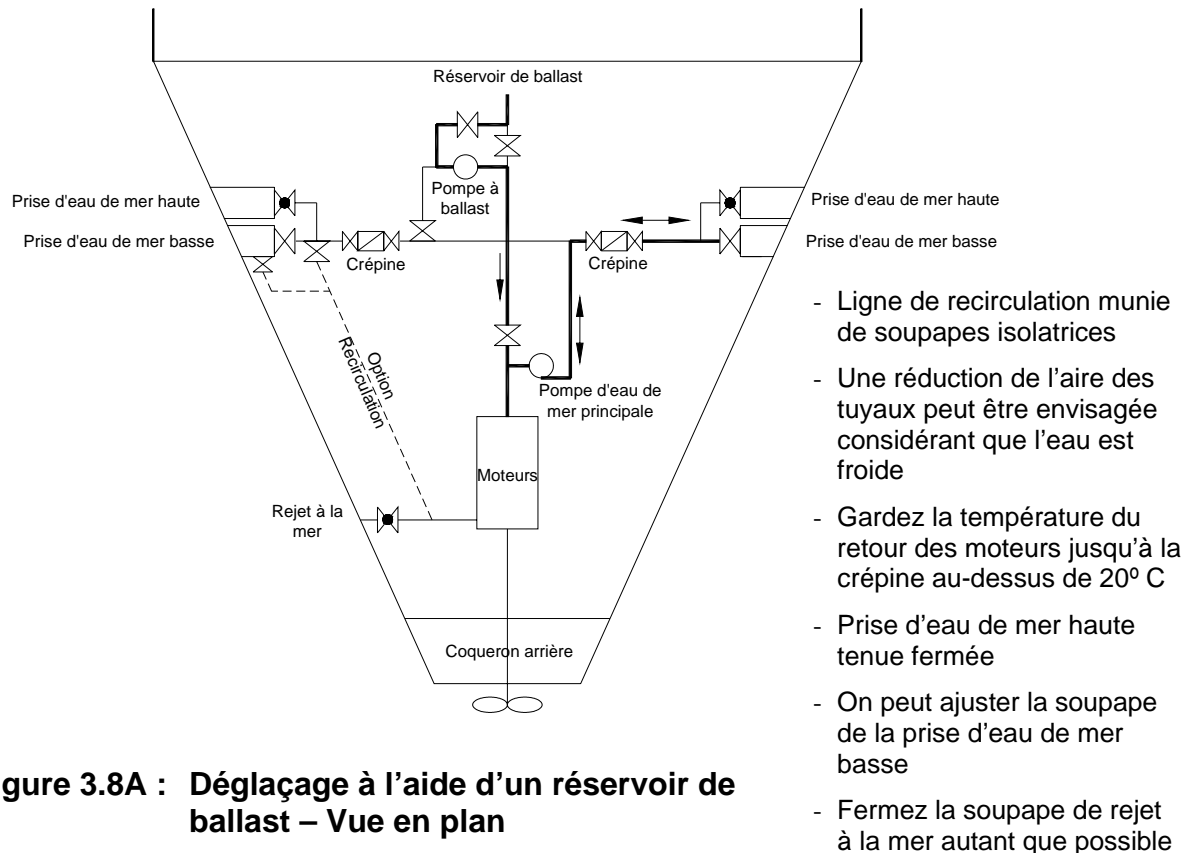 Réservoir de ballast
Pompe à
ballast
Prise d'eau de mer haute
Prise d'eau de mer basse
Crépine
Crépine
Prise d'eau de mer haute
Prise d'eau de mer basse
Option
Recirculation
Pompe d'eau de
mer principale
Moteurs
Rejet à la
mer
Coqueron arrière
- Ligne de recirculation munie
de soupapes isolatrices
- Une réduction de l’aire des
tuyaux peut être envisagée
considérant que l’eau est
froide
- Gardez la température du
retour des moteurs jusqu’à la
crépine au-dessus de 20º C
- Prise d’eau de mer haute
tenue fermée
- On peut ajuster la soupape
de la prise d’eau de mer
basse
- Fermez la soupape de rejet
à la mer autant que possible
gure 3.8A : Déglaçage à l’aide d’un réservoir de
ballast – Vue en plan